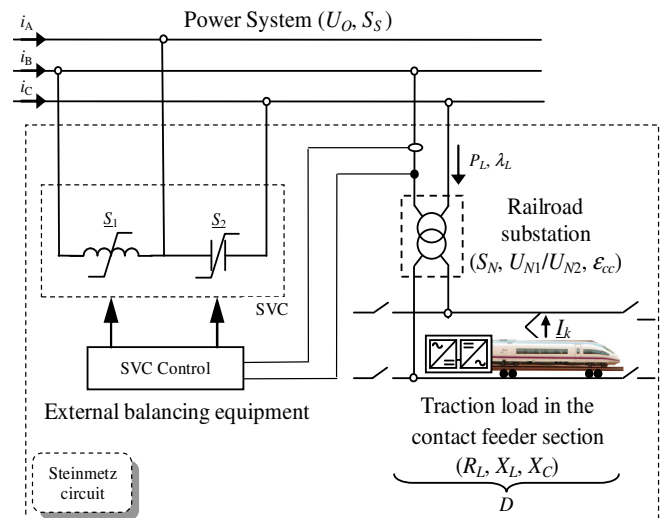 Power System (U_O, S_S)
i_A
i_B
i_C
P_L, λ_L
S_1
S_2
Railroad
substation
(S_N, U_N1/U_N2, ε_cc)
SVC
I_k
SVC Control
External balancing equipment
Traction load in the
contact feeder section
(R_L, X_L, X_C)
D
Steinmetz
circuit